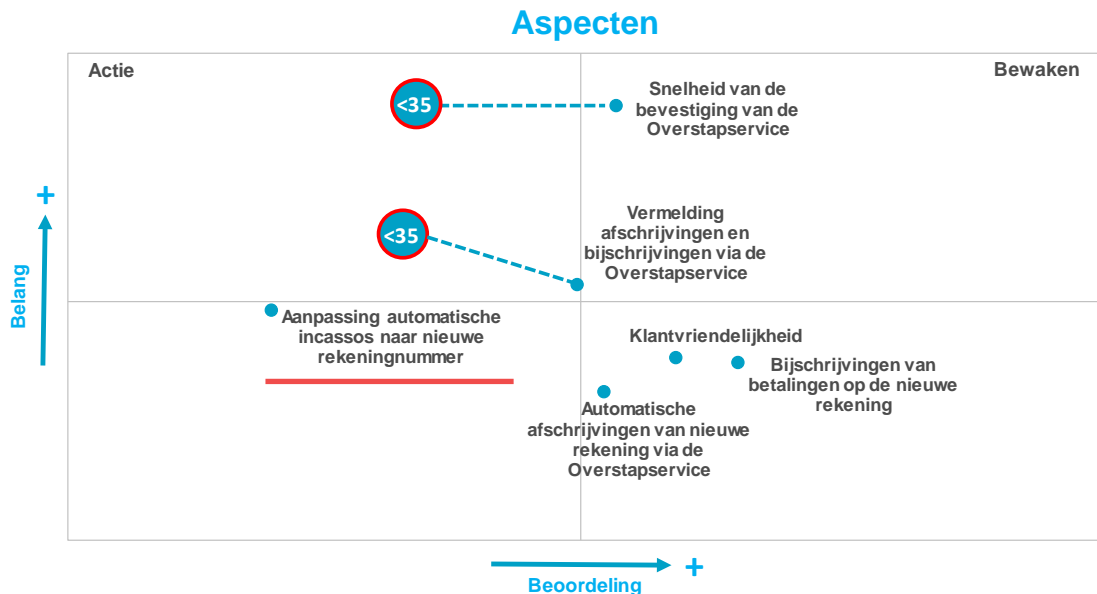 Aspecten
Actie
Bewaken
<35
Snelheid van de
bevestiging van de
Overstapservice
+
<35
Vermelding
afschrijvingen en
bijschrijvingen via de
Overstapservice
Belang
Aanpassing automatische
incassos naar nieuwe
rekeningnummer
Klantvriendelijkheid
Bijschrijvingen van
betalingen op de nieuwe
rekening
Automatische
afschrijvingen van nieuwe
rekening via de
Overstapservice
+
Beoordeling